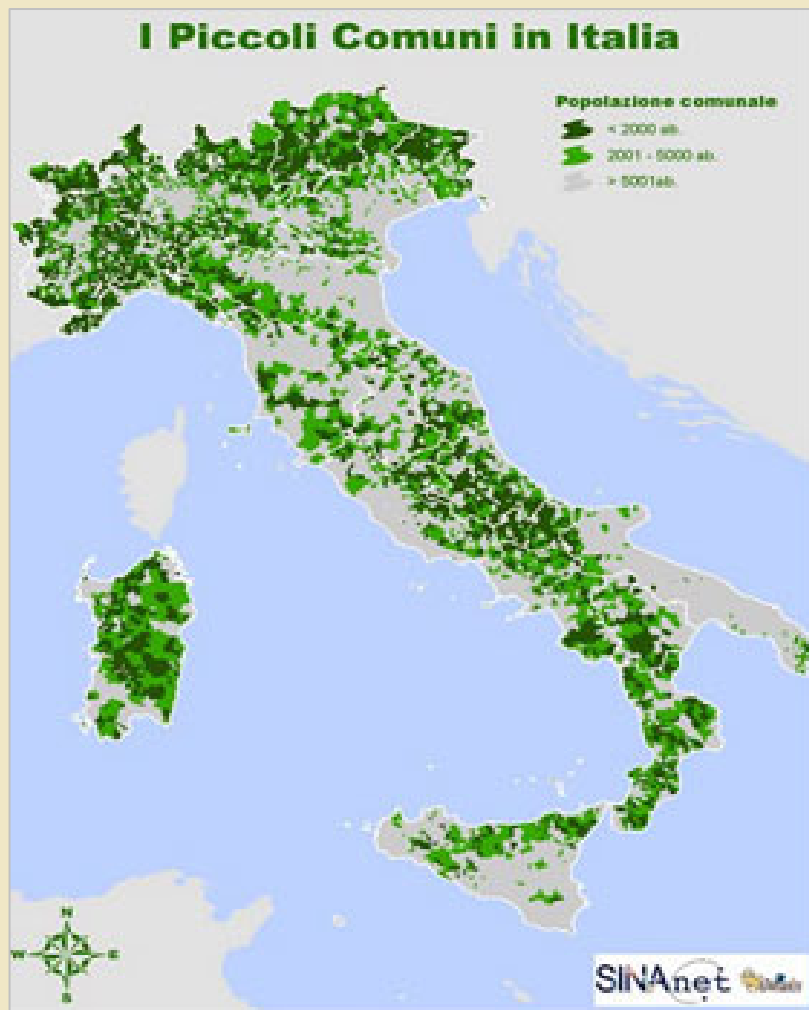 I Piccoli Comuni in Italia
Popolazione comunale
< 2000 ab.
2001 - 5000 ab.
> 5001ab.
N
W E
S
SINAnet